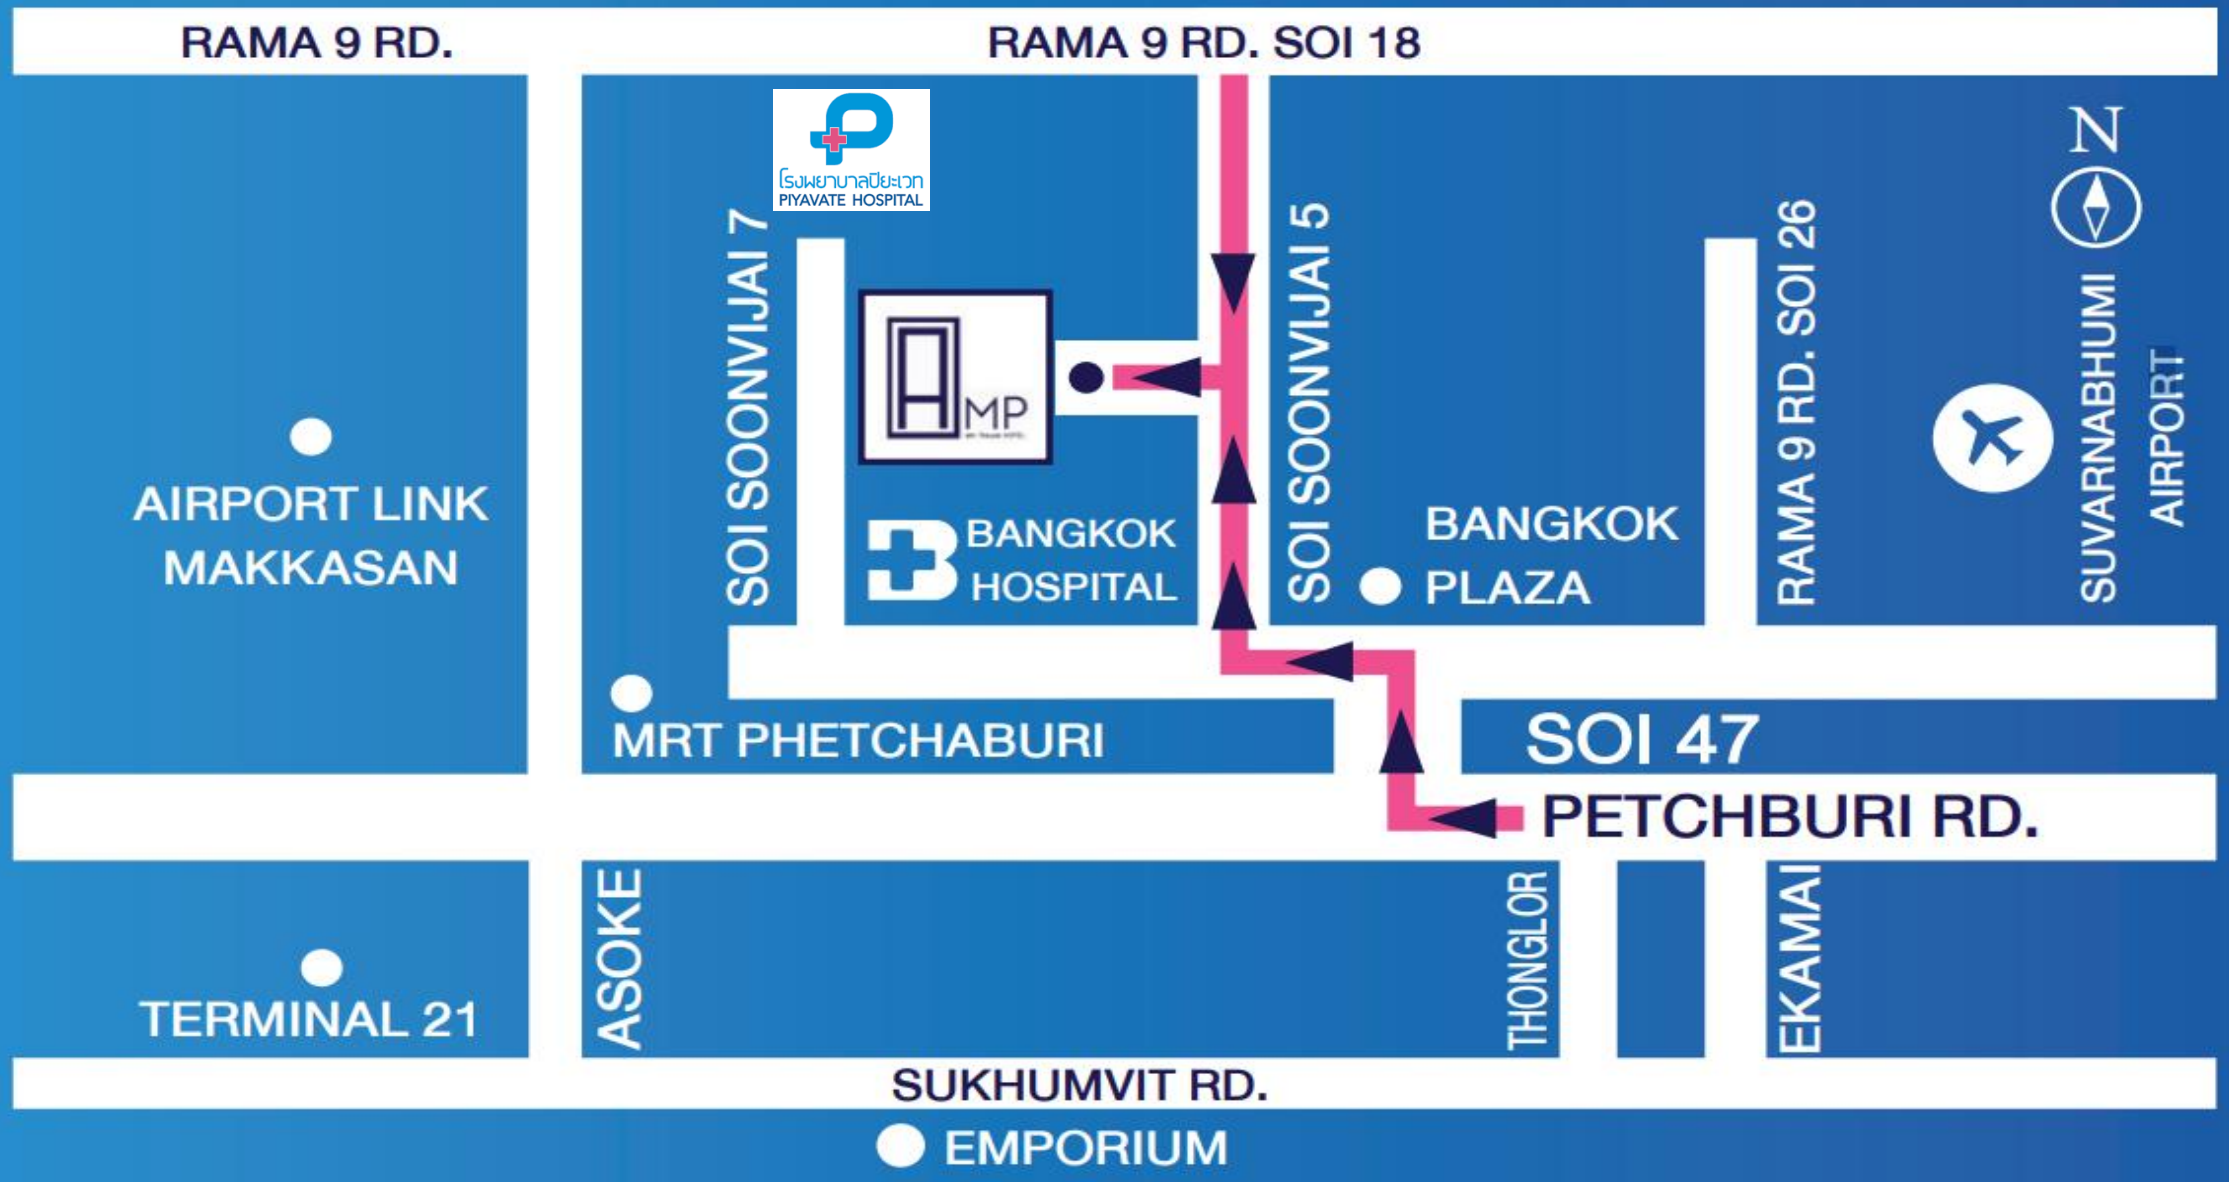 RAMA 9 RD.
RAMA 9 RD. SOI 18
N
โรงพยาบาลปิยะเวท
PIYAVATE HOSPITAL
SOI SOONVIJAI 7
SOI SOONVIJAI 5
RAMA 9 RD. SOI 26
SUVARNABHUMI
AIRPORT
AMP
AIRPORT LINK
MAKKASAN
BANGKOK
HOSPITAL
BANGKOK
PLAZA
MRT PHETCHABURI
SOI 47
PETCHBURI RD.
ASOKE
THONGLOR
EKAMAI
TERMINAL 21
SUKHUMVIT RD.
EMPORIUM